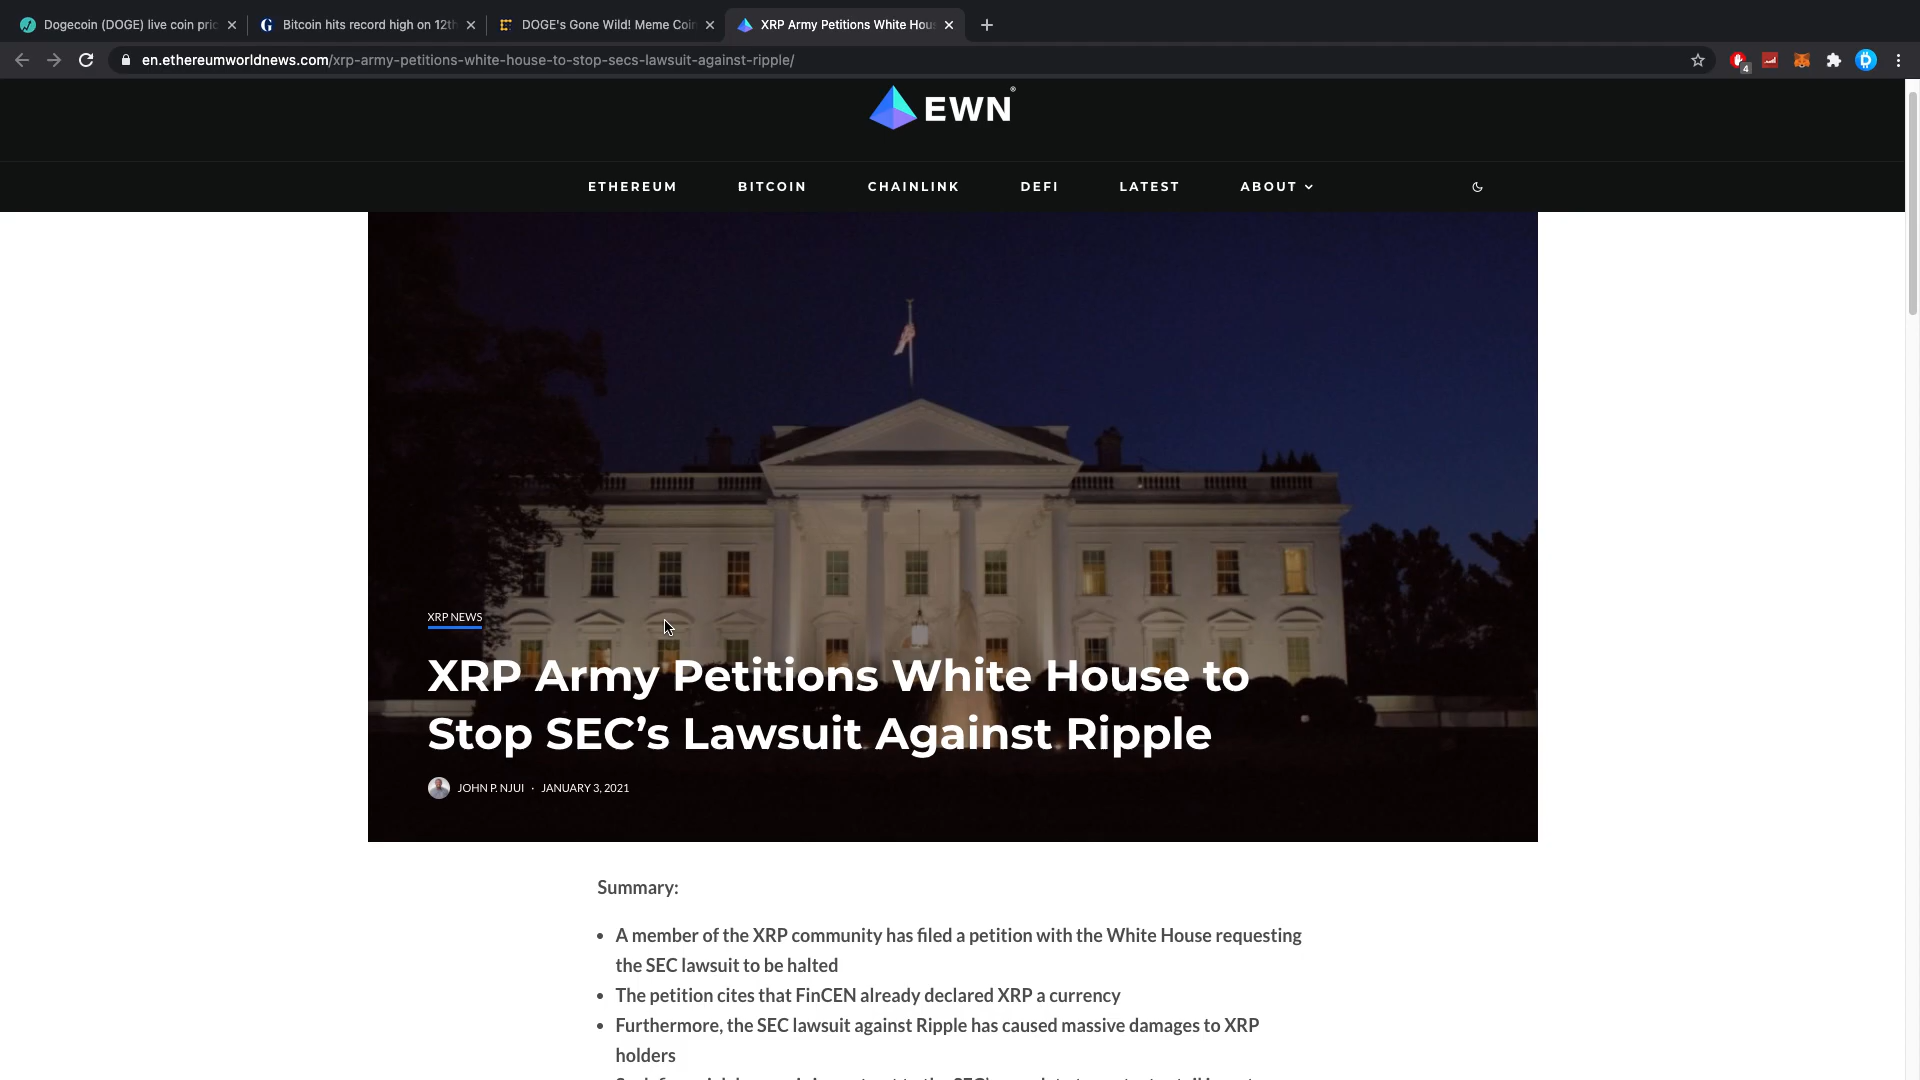 Dogecoin (DOGE) live coin pric
Bitcoin hits record high on 12th
DOGE's Gone Wild! Meme Coin
XRP Army Petitions White Hous
en.ethereumworldnews.com/xrp-army-petitions-white-house-to-stop-secs-lawsuit-against-ripple/
4
EWN®
ETHEREUM BITCOIN CHAINLINK DEFI LATEST ABOUT
XRP NEWS
XRP Army Petitions White House to
Stop SEC’s Lawsuit Against Ripple
JOHN P. NJUI · JANUARY 3, 2021
Summary:
• A member of the XRP community has filed a petition with the White House requesting
the SEC lawsuit to be halted
• The petition cites that FinCEN already declared XRP a currency
• Furthermore, the SEC lawsuit against Ripple has caused massive damages to XRP
holders